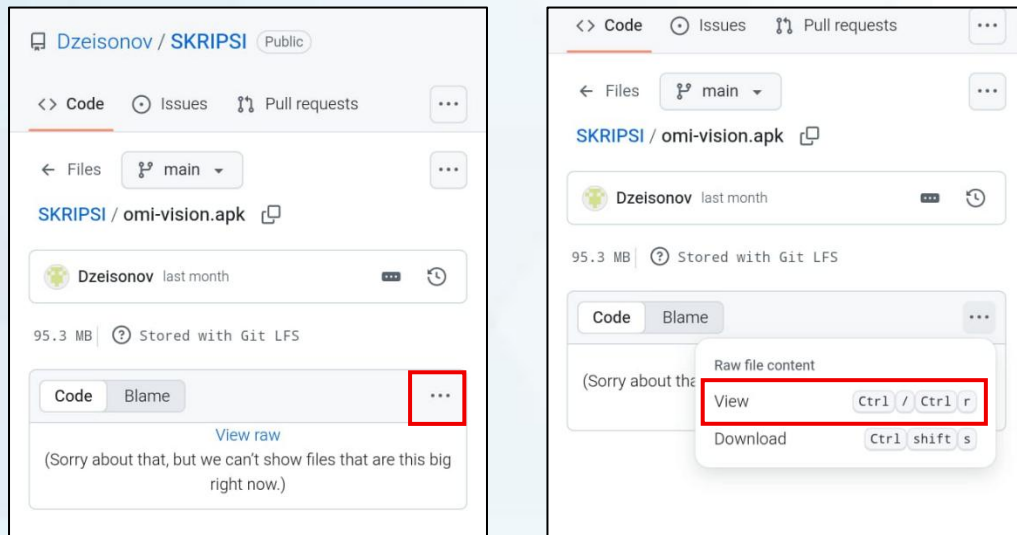 Dzeisonov / SKRIPSI Public
<> Code Issues Pull requests ...
← Files main
...
SKRIPSI / omi-vision.apk
Dzeisonov last month
95.3 MB Stored with Git LFS
Code Blame ...
View raw
(Sorry about that, but we can't show files that are this big
right now.)
<> Code Issues Pull requests ...
← Files main
...
SKRIPSI / omi-vision.apk
Dzeisonov last month
95.3 MB Stored with Git LFS
Code Blame ...
(Sorry about tha
Raw file content
View Ctrl / Ctrl r
Download Ctrl shift s